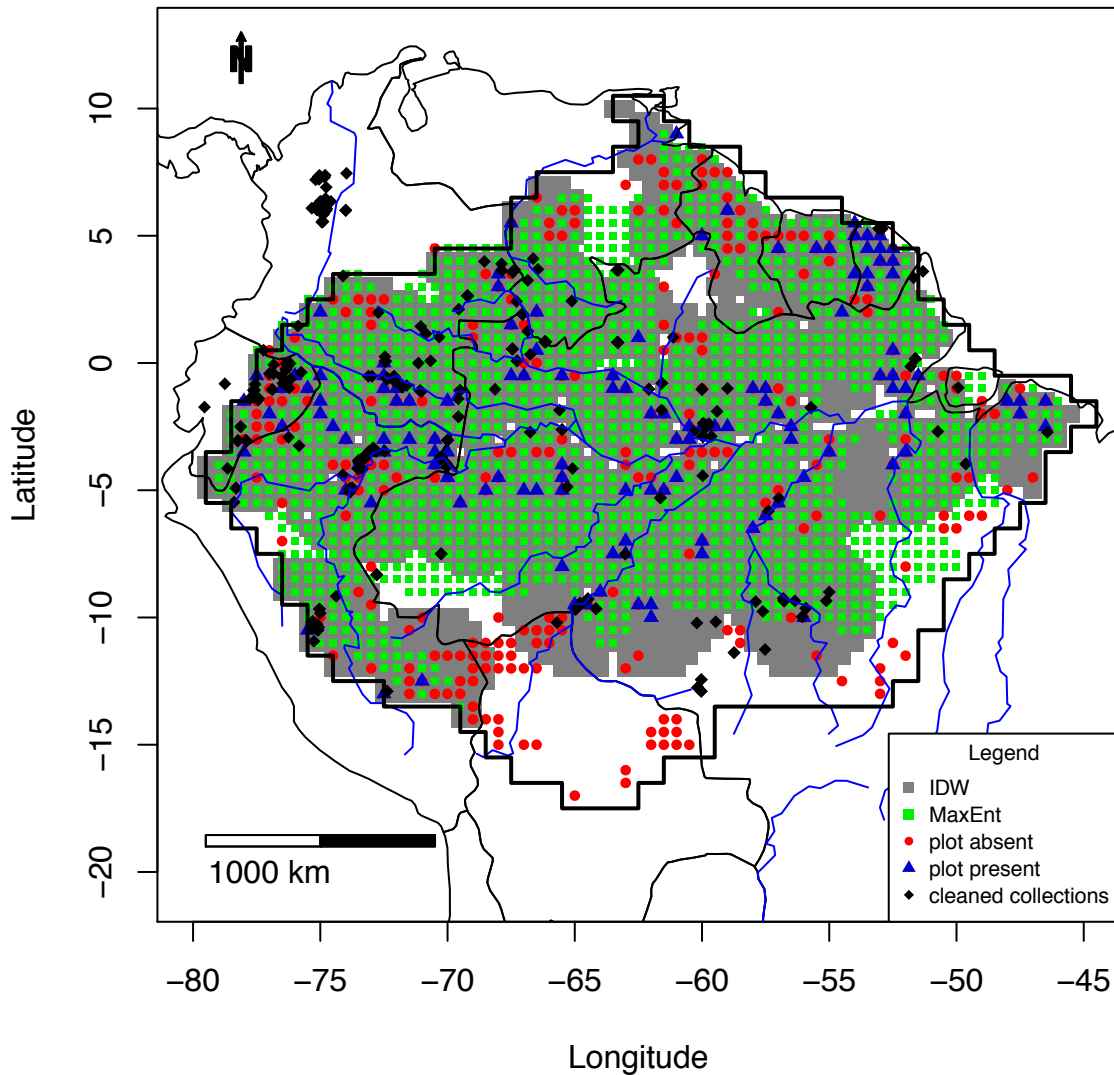 N
Latitude
10
5
0
−5
−10
−15
−20
1000 km
Legend
IDW
MaxEnt
plot absent
plot present
cleaned collections
−80
−75
−70
−65
−60
−55
−50
−45
Longitude